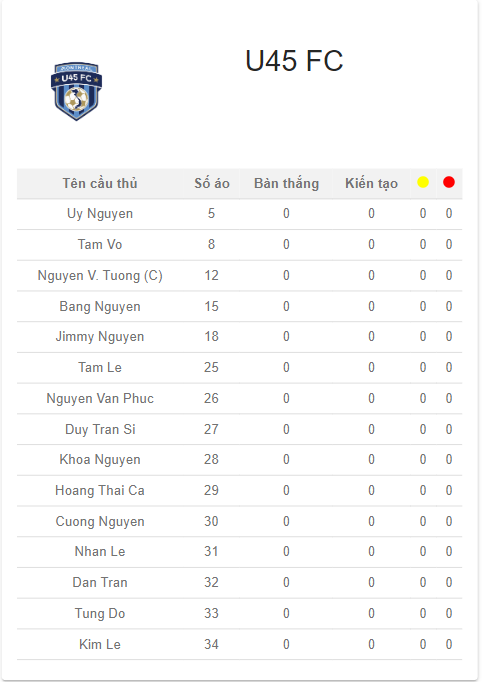 U45 FC
MONTREAL
U45 FC
Tên cầu thủ Số áo Bàn thắng Kiến tạo
Uy Nguyen 5 0 0 0 0
Tam Vo 8 0 0 0 0
Nguyen V. Tuong (C) 12 0 0 0 0
Bang Nguyen 15 0 0 0 0
Jimmy Nguyen 18 0 0 0 0
Tam Le 25 0 0 0 0
Nguyen Van Phuc 26 0 0 0 0
Duy Tran Si 27 0 0 0 0
Khoa Nguyen 28 0 0 0 0
Hoang Thai Ca 29 0 0 0 0
Cuong Nguyen 30 0 0 0 0
Nhan Le 31 0 0 0 0
Dan Tran 32 0 0 0 0
Tung Do 33 0 0 0 0
Kim Le 34 0 0 0 0